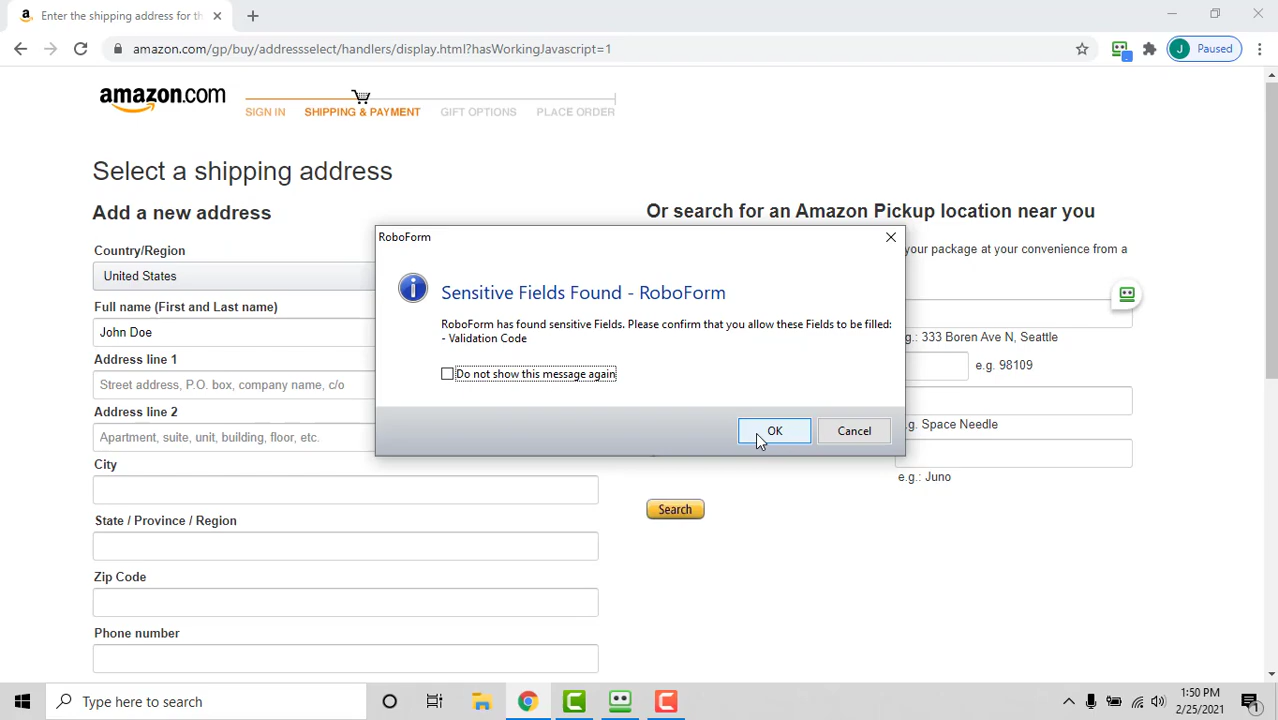 Enter the shipping address for th
amazon.com/gp/buy/addressselect/handlers/display.html?hasWorkingJavascript=1
J Paused
amazon.com
SIGN IN SHIPPING & PAYMENT GIFT OPTIONS PLACE ORDER
Select a shipping address
Add a new address
Or search for an Amazon Pickup location near you
Country/Region
your package at your convenience from a
United States
Full name (First and Last name)
John Doe
Address line 1
Street address, P.O. box, company name, c/o
Address line 2
Apartment, suite, unit, building, floor, etc.
City
State / Province / Region
Zip Code
Phone number
RoboForm
Sensitive Fields Found - RoboForm
RoboForm has found sensitive Fields. Please confirm that you allow these Fields to be filled:
- Validation Code
Do not show this message again
OK Cancel
g.: 333 Boren Ave N, Seattle
e.g. 98109
.g. Space Needle
e.g.: Juno
Search
Type here to search
1:50 PM
2/25/2021
1